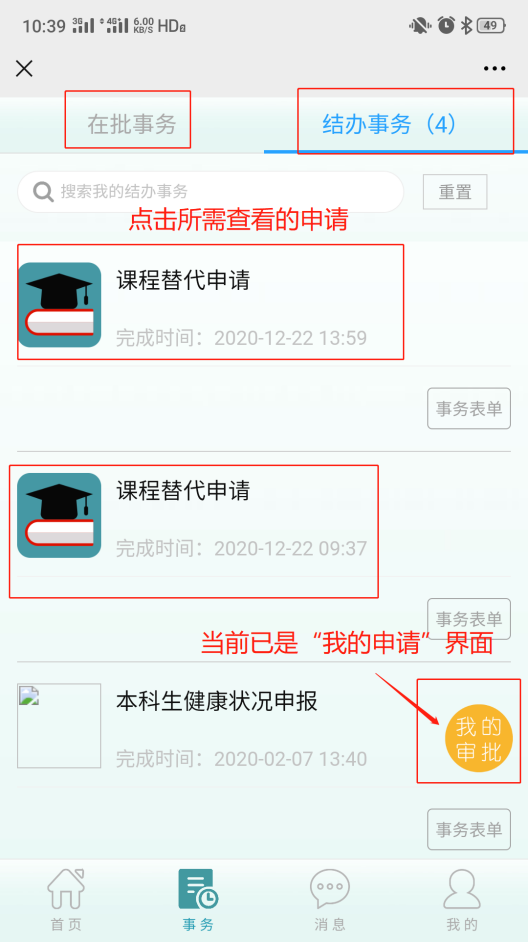 10:39 3G 4G+ 6.00 KB/S HD 49
在批事务 结办事务（4）
搜索我的结办事务 重置
点击所需查看的申请
课程替代申请
完成时间：2020-12-22 13:59
事务表单
课程替代申请
完成时间：2020-12-22 09:37
事务表单
当前已是“我的申请”界面
本科生健康状况申报
我的
审批
完成时间：2020-02-07 13:40
事务表单
首页 事务 消息 我的